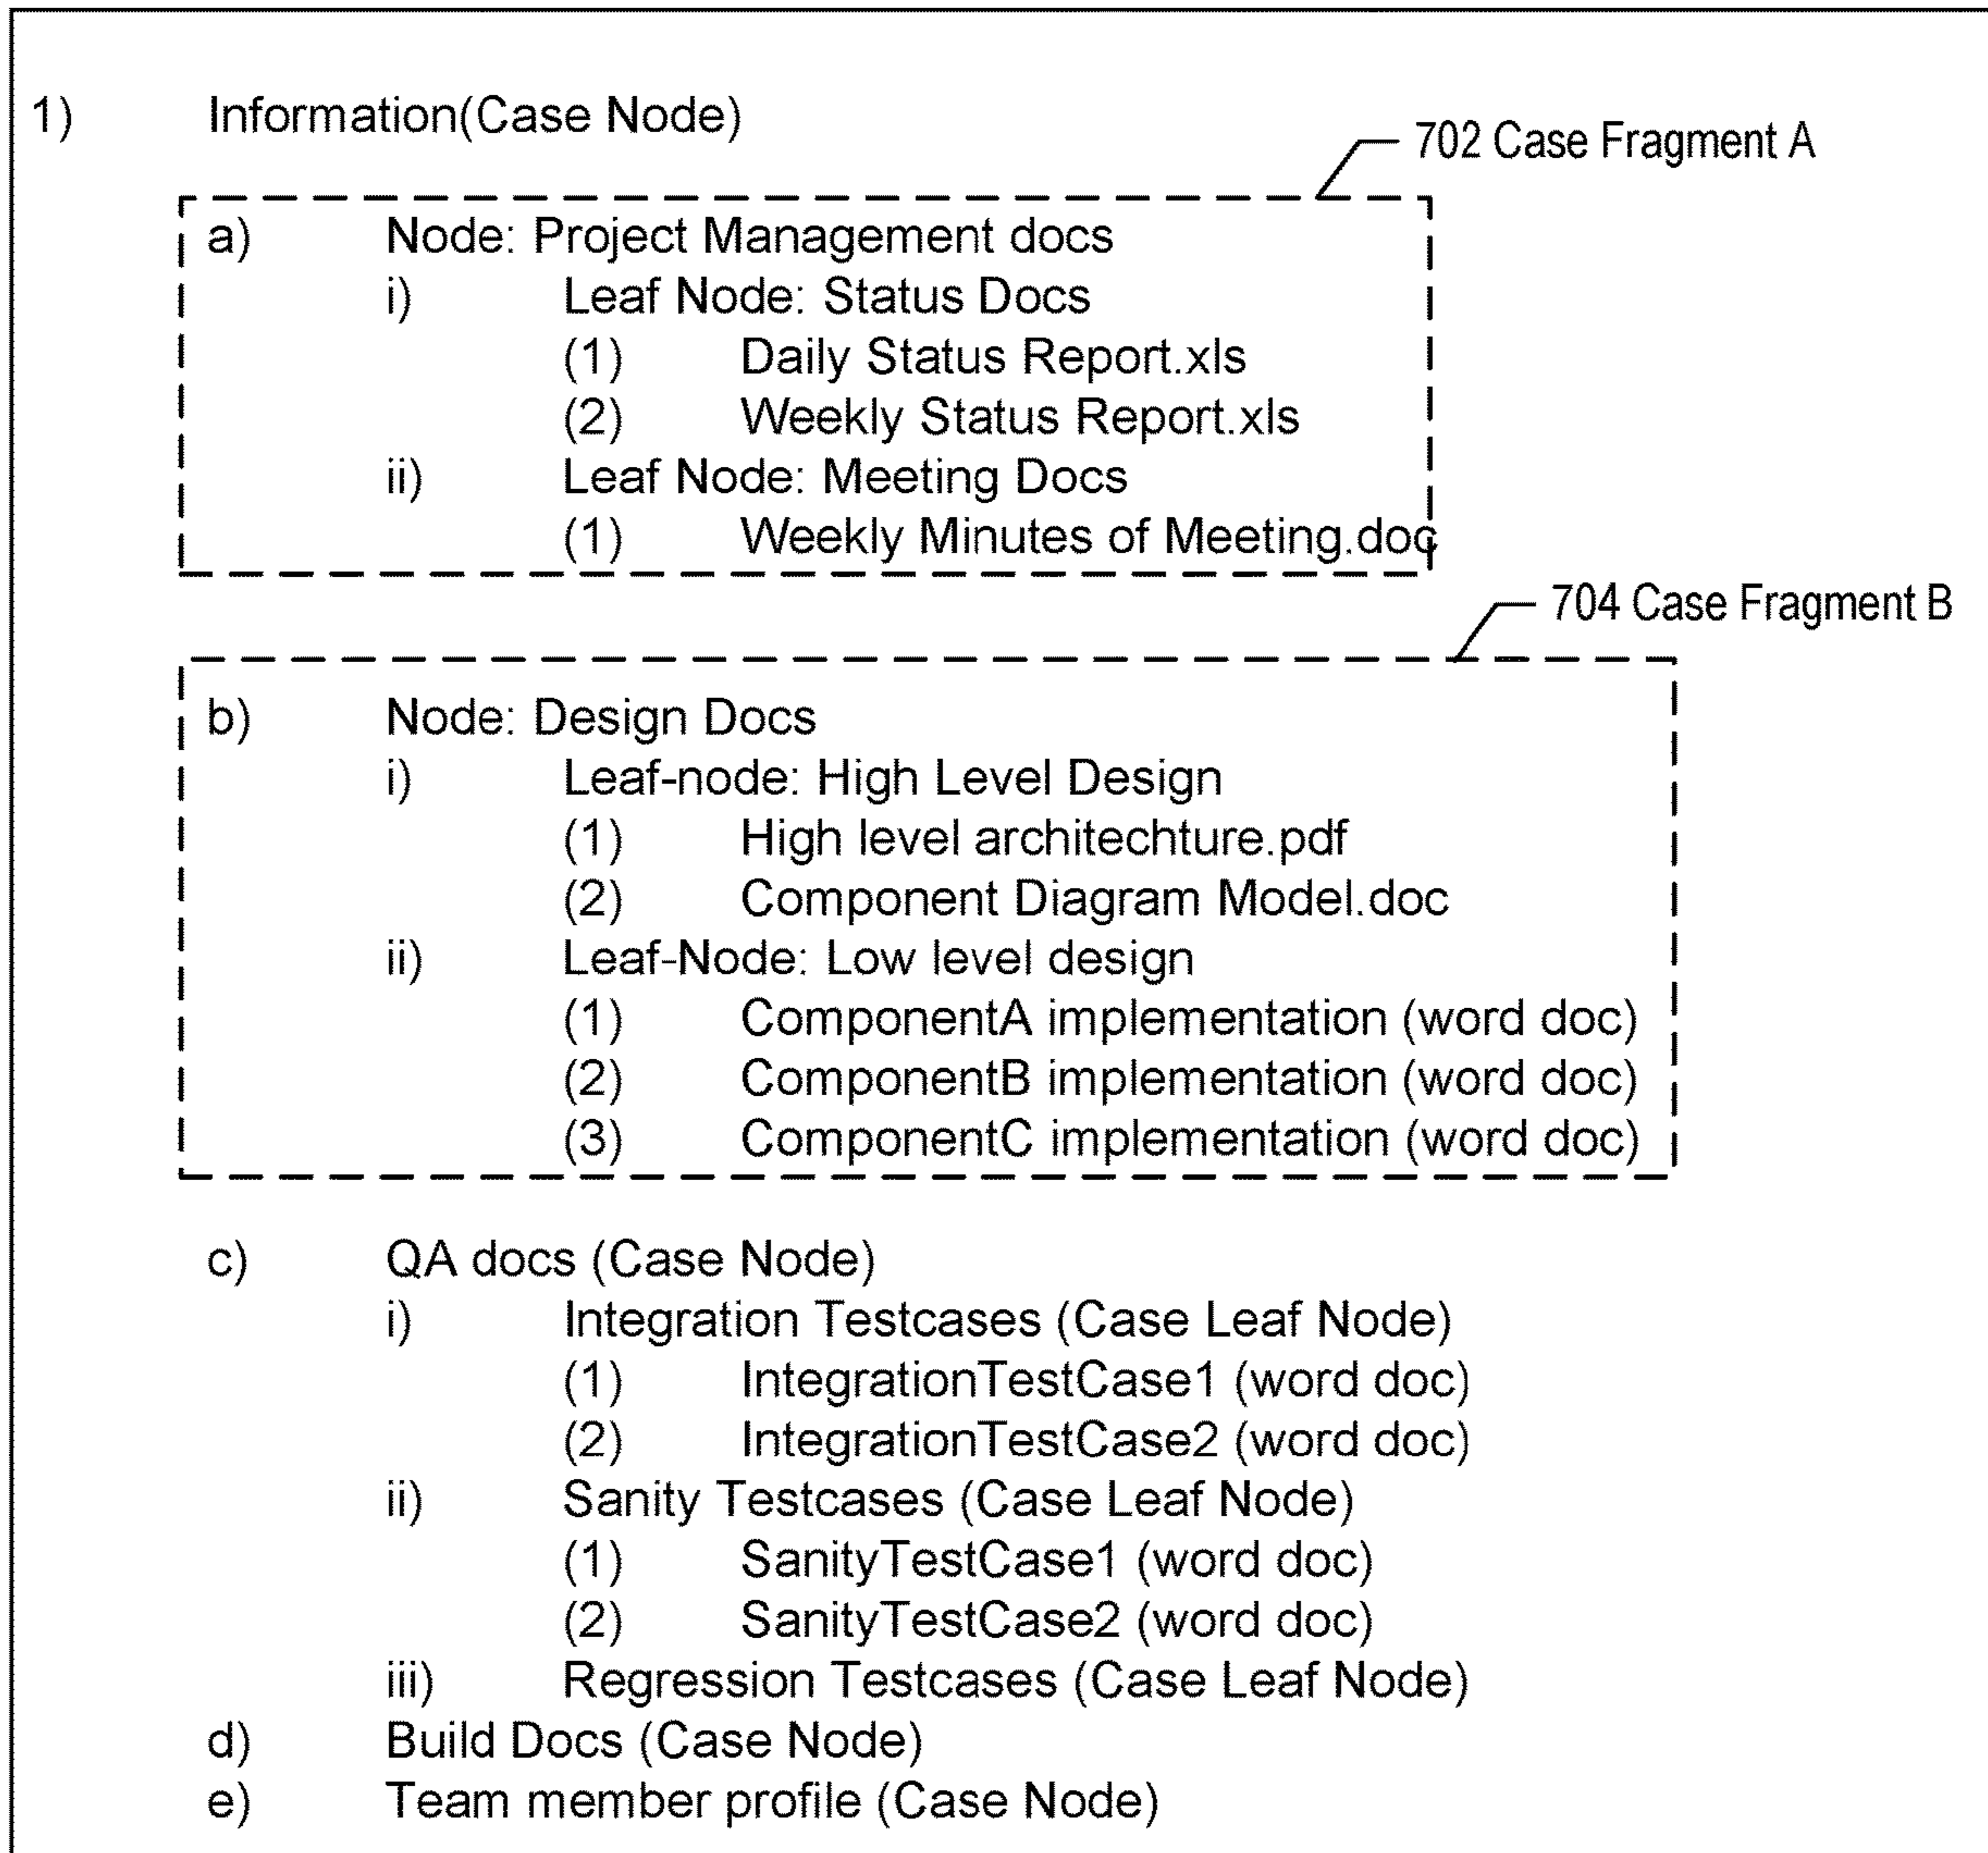 1) Information(Case Node)
702 Case Fragment A
a) Node: Project Management docs
i) Leaf Node: Status Docs
(1) Daily Status Report.xls
(2) Weekly Status Report.xls
ii) Leaf Node: Meeting Docs
(1) Weekly Minutes of Meeting.doc
704 Case Fragment B
b) Node: Design Docs
i) Leaf-node: High Level Design
(1) High level architechture.pdf
(2) Component Diagram Model.doc
ii) Leaf-Node: Low level design
(1) ComponentA implementation (word doc)
(2) ComponentB implementation (word doc)
(3) ComponentC implementation (word doc)
c) QA docs (Case Node)
i) Integration Testcases (Case Leaf Node)
(1) IntegrationTestCase1 (word doc)
(2) IntegrationTestCase2 (word doc)
ii) Sanity Testcases (Case Leaf Node)
(1) SanityTestCase1 (word doc)
(2) SanityTestCase2 (word doc)
iii) Regression Testcases (Case Leaf Node)
d) Build Docs (Case Node)
e) Team member profile (Case Node)